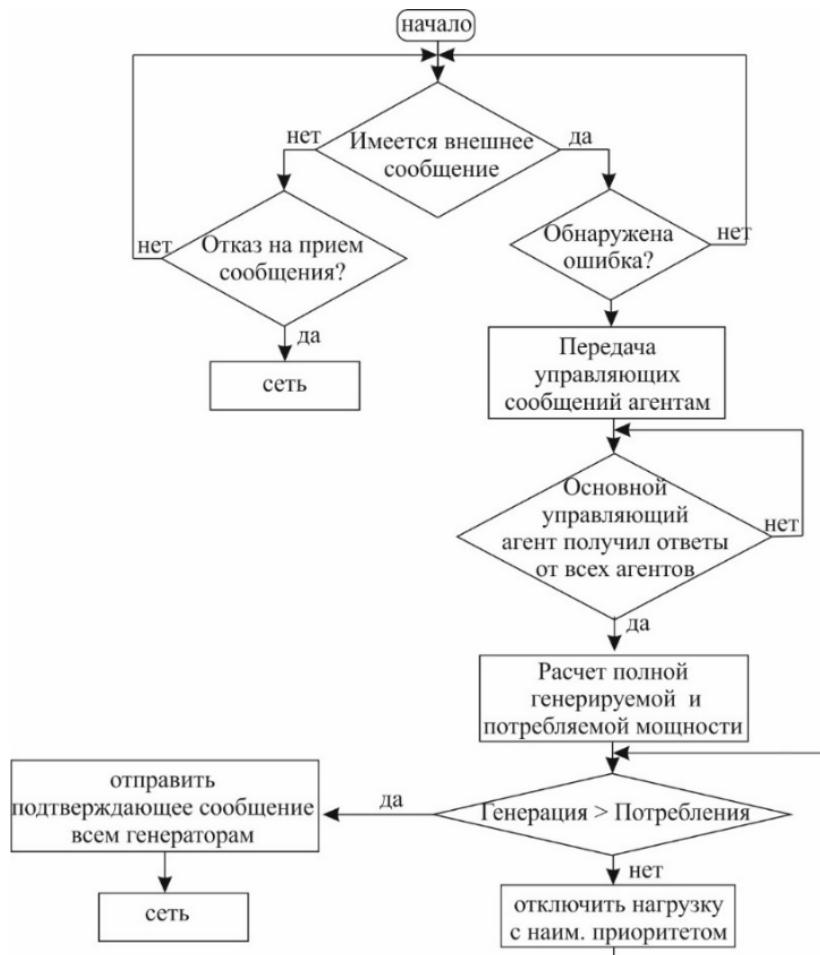 начало
Имеется внешнее
сообщение
нет
да
Отказ на прием
сообщения?
нет
да
сеть
Обнаружена
ошибка?
нет
Передача
управляющих
сообщений агентам
Основной
управляющий
агент получил ответы
от всех агентов
нет
да
Расчет полной
генерируемой и
потребляемой мощности
Генерация > Потребления
да
отправить
подтверждающее сообщение
всем генераторам
сеть
нет
отключить нагрузку
с наим. приоритетом